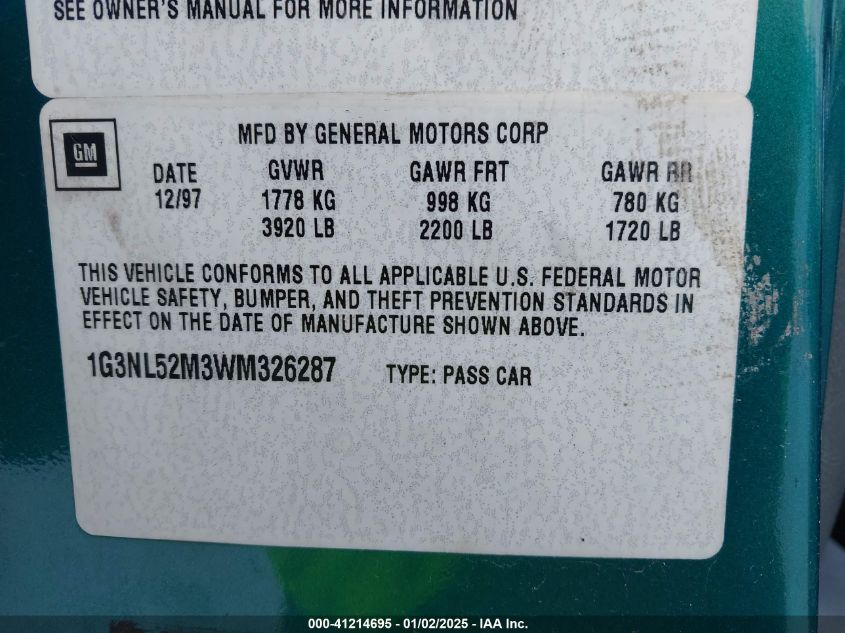 SEE OWNER'S MANUAL FOR MORE INFORMATION
GM
MFD BY GENERAL MOTORS CORP
DATE GVWR GAWR FRT GAWR RR
12/97 1778 KG 998 KG 780 KG
3920 LB 2200 LB 1720 LB
THIS VEHICLE CONFORMS TO ALL APPLICABLE U.S. FEDERAL MOTOR
VEHICLE SAFETY, BUMPER, AND THEFT PREVENTION STANDARDS IN
EFFECT ON THE DATE OF MANUFACTURE SHOWN ABOVE.
1G3NL52M3WM326287 TYPE: PASS CAR
000-41214695 - 01/02/2025 - IAA Inc.